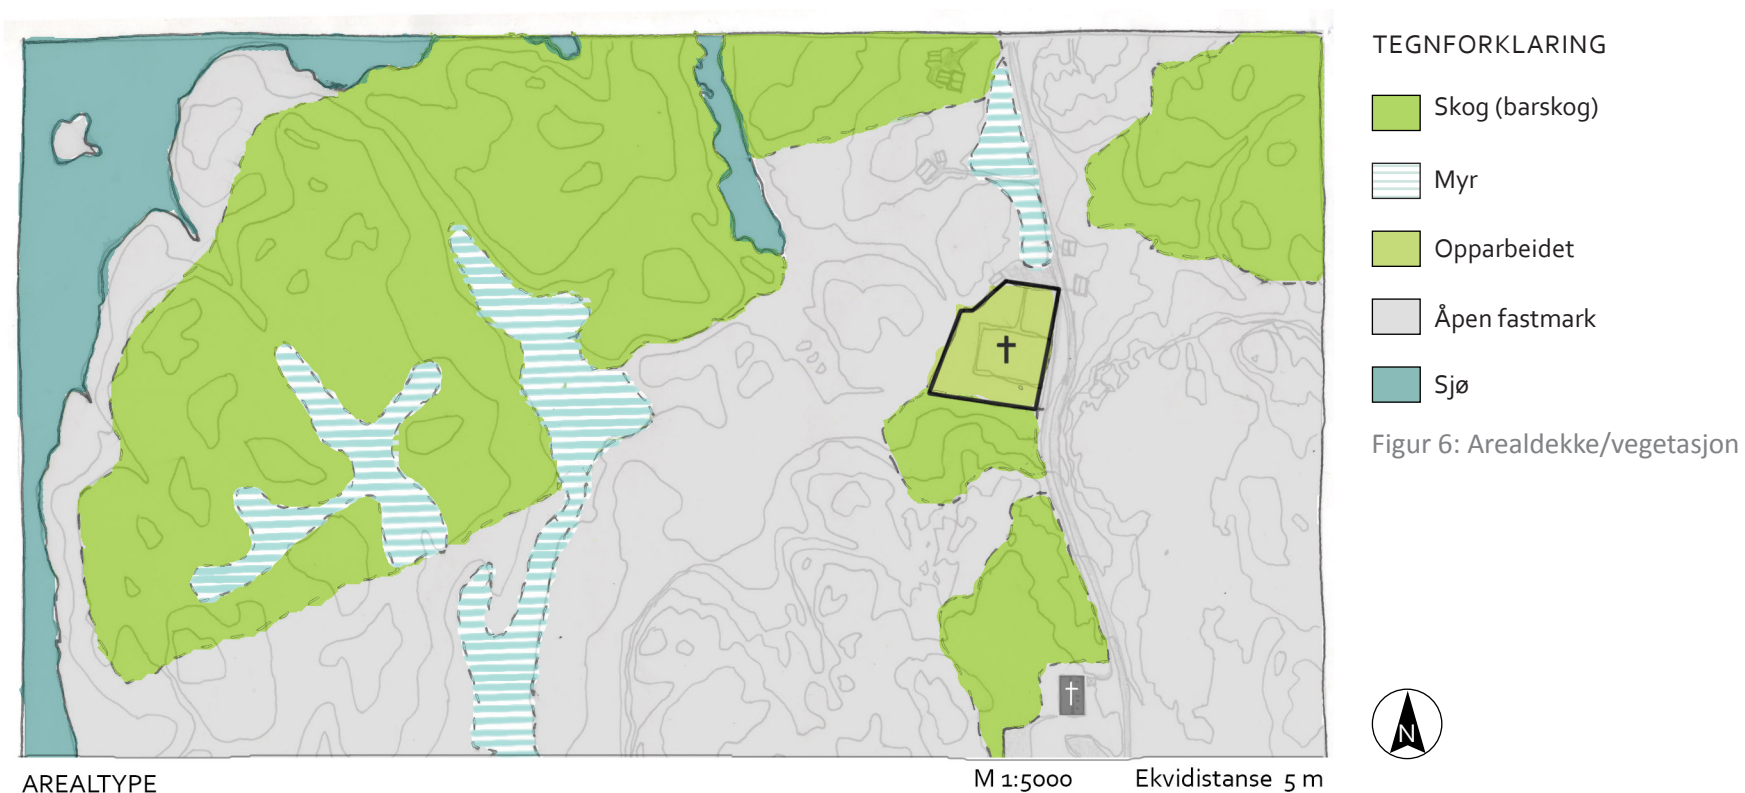 TEGNFORKLARING
Skog (barskog)
Myr
Opparbeidet
Åpen fastmark
Sjø
Figur 6: Arealdekke/vegetasjon
N
AREALTYPE
M 1:5000
Ekvidistanse 5 m